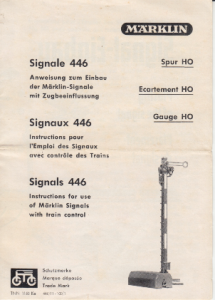 MÄRKLIN
Signale 446
Spur HO
Anweisung zum Einbau
der Märklin-Signale
mit Zugbeeinflussung
Ecartement HO
Signaux 446
Gauge HO
Instructions pour
l'Emploi des Signaux
avec contrôle des Trains
Signals 446
Instructions for use
of Märklin Signals
with train control
Schutzmarke
Marque déposée
Trade Mark